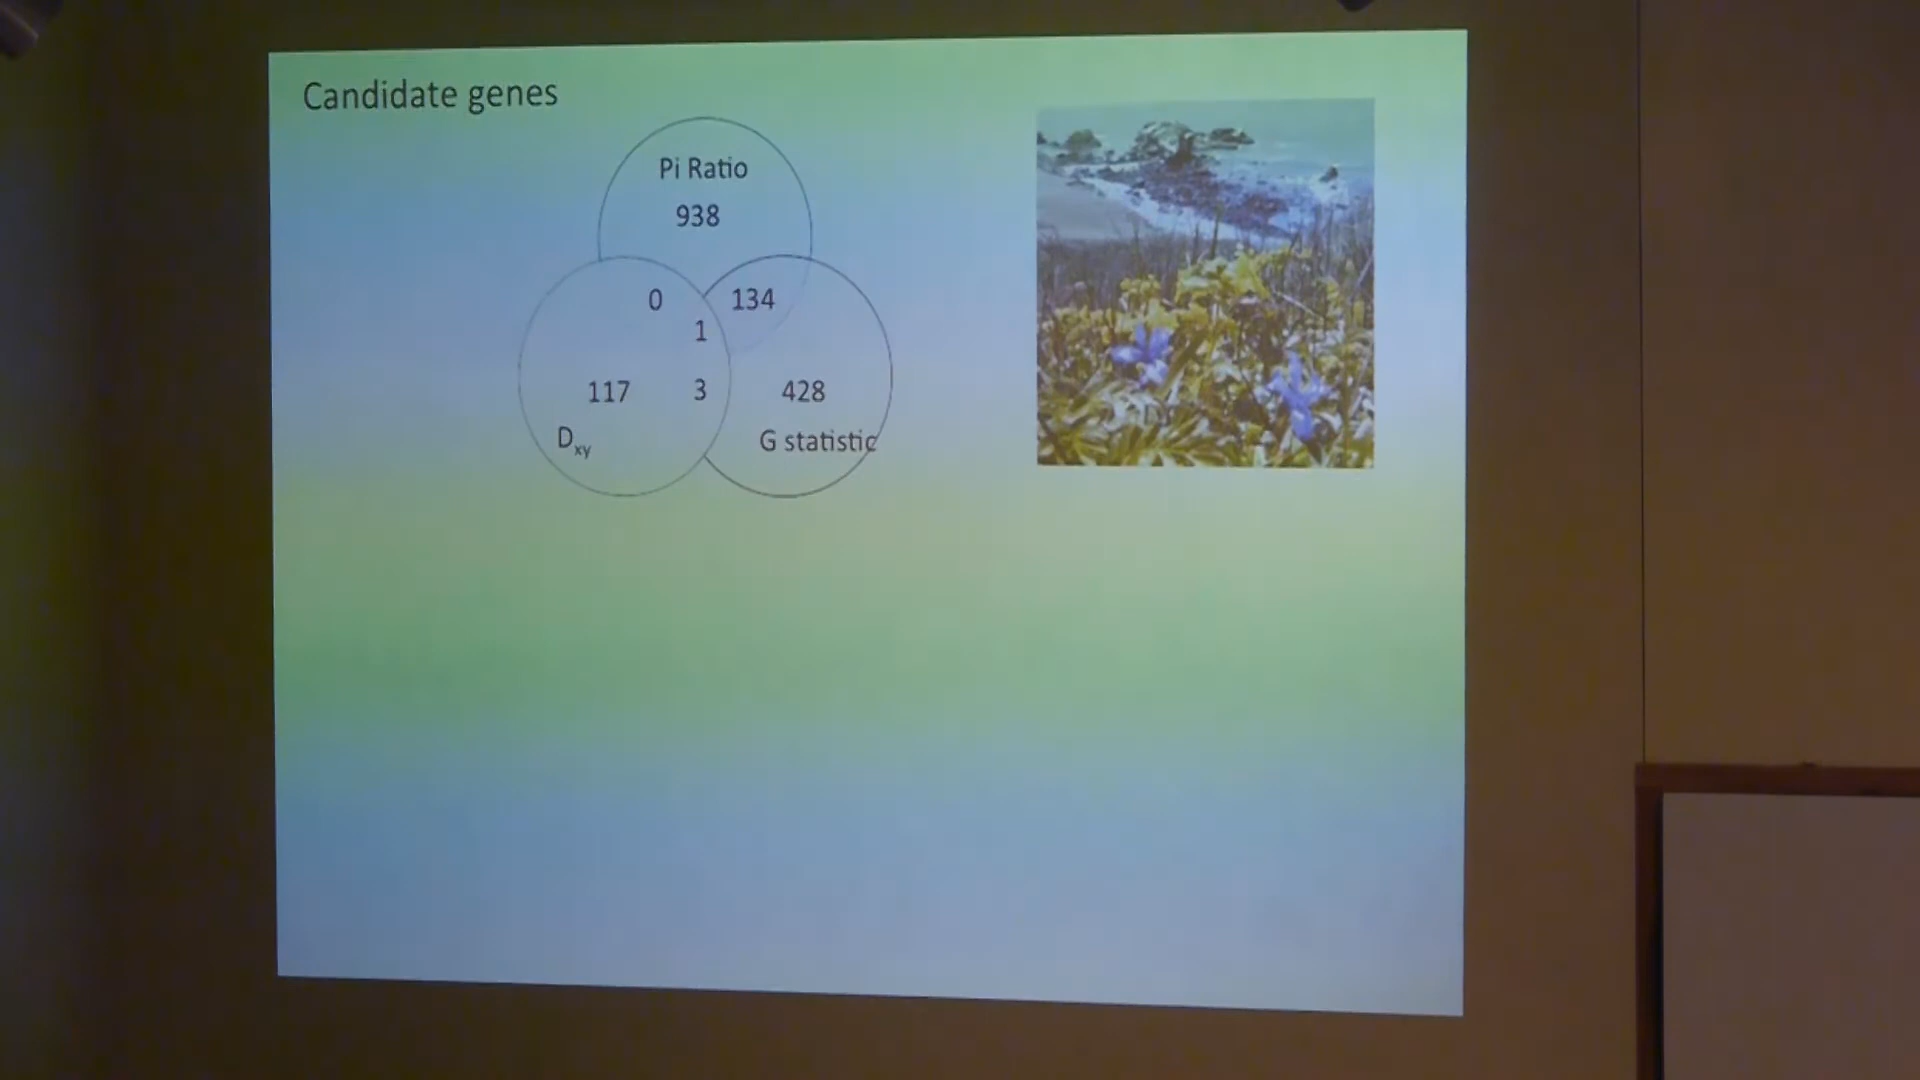 Candidate genes
Pi Ratio
938
0
134
1
117
3
428
Dxy
G statistic